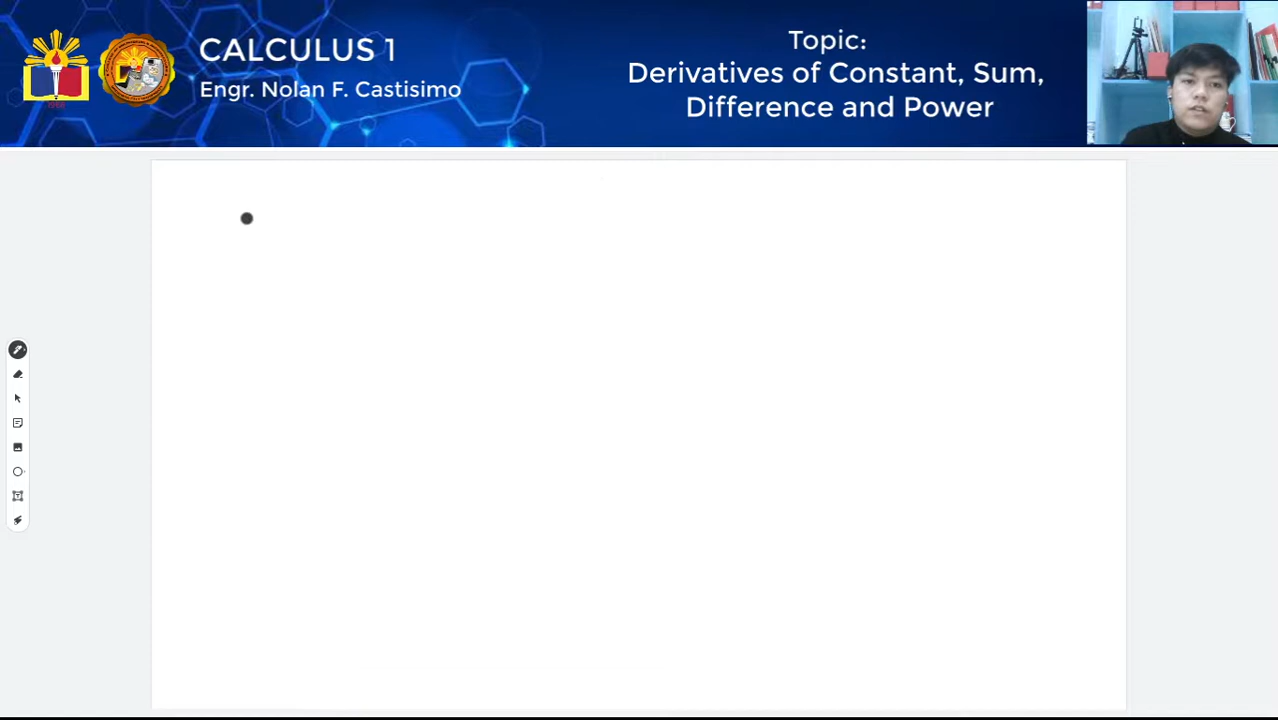 CALCULUS 1
Engr. Nolan F. Castisimo
Topic:
Derivatives of Constant, Sum,
Difference and Power